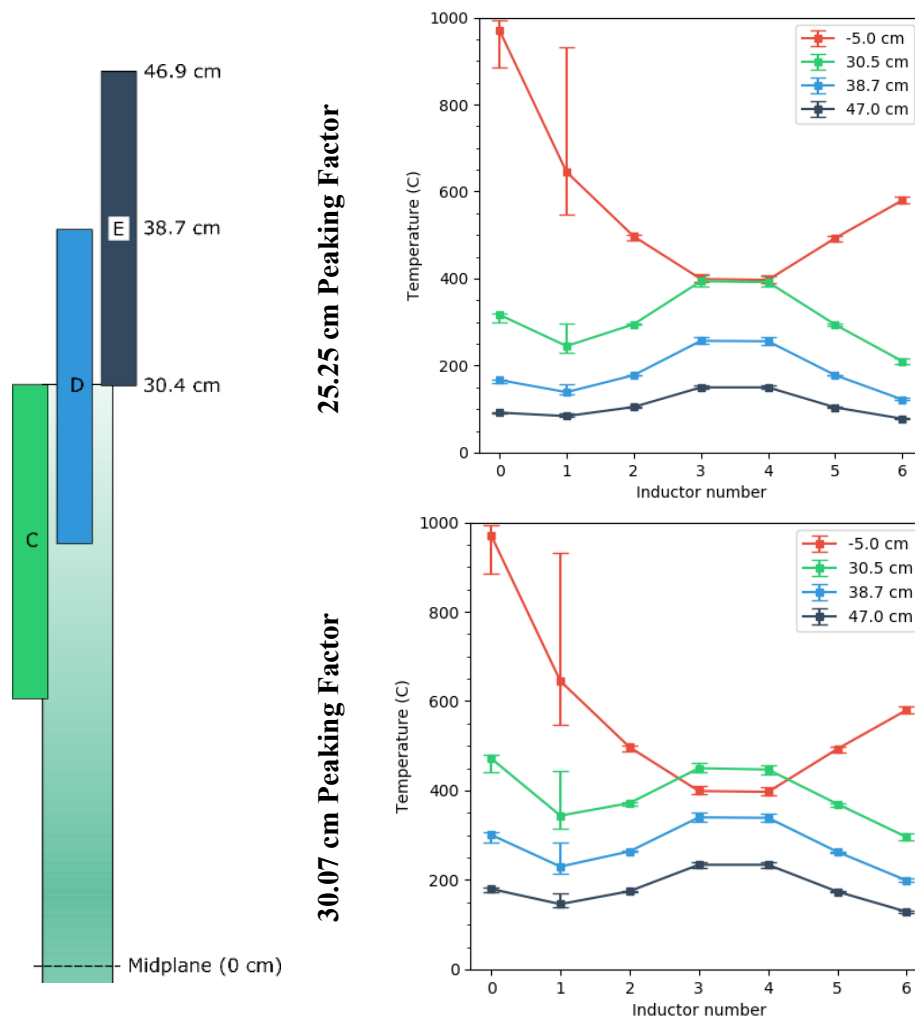 46.9 cm
E
38.7 cm
D
30.4 cm
C
Midplane (0 cm)
25.25 cm Peaking Factor
1000
800
600
400
200
0
Temperature (C)
-5.0 cm
30.5 cm
38.7 cm
47.0 cm
0 1 2 3 4 5 6
Inductor number
30.07 cm Peaking Factor
1000
800
600
400
200
0
Temperature (C)
-5.0 cm
30.5 cm
38.7 cm
47.0 cm
0 1 2 3 4 5 6
Inductor number